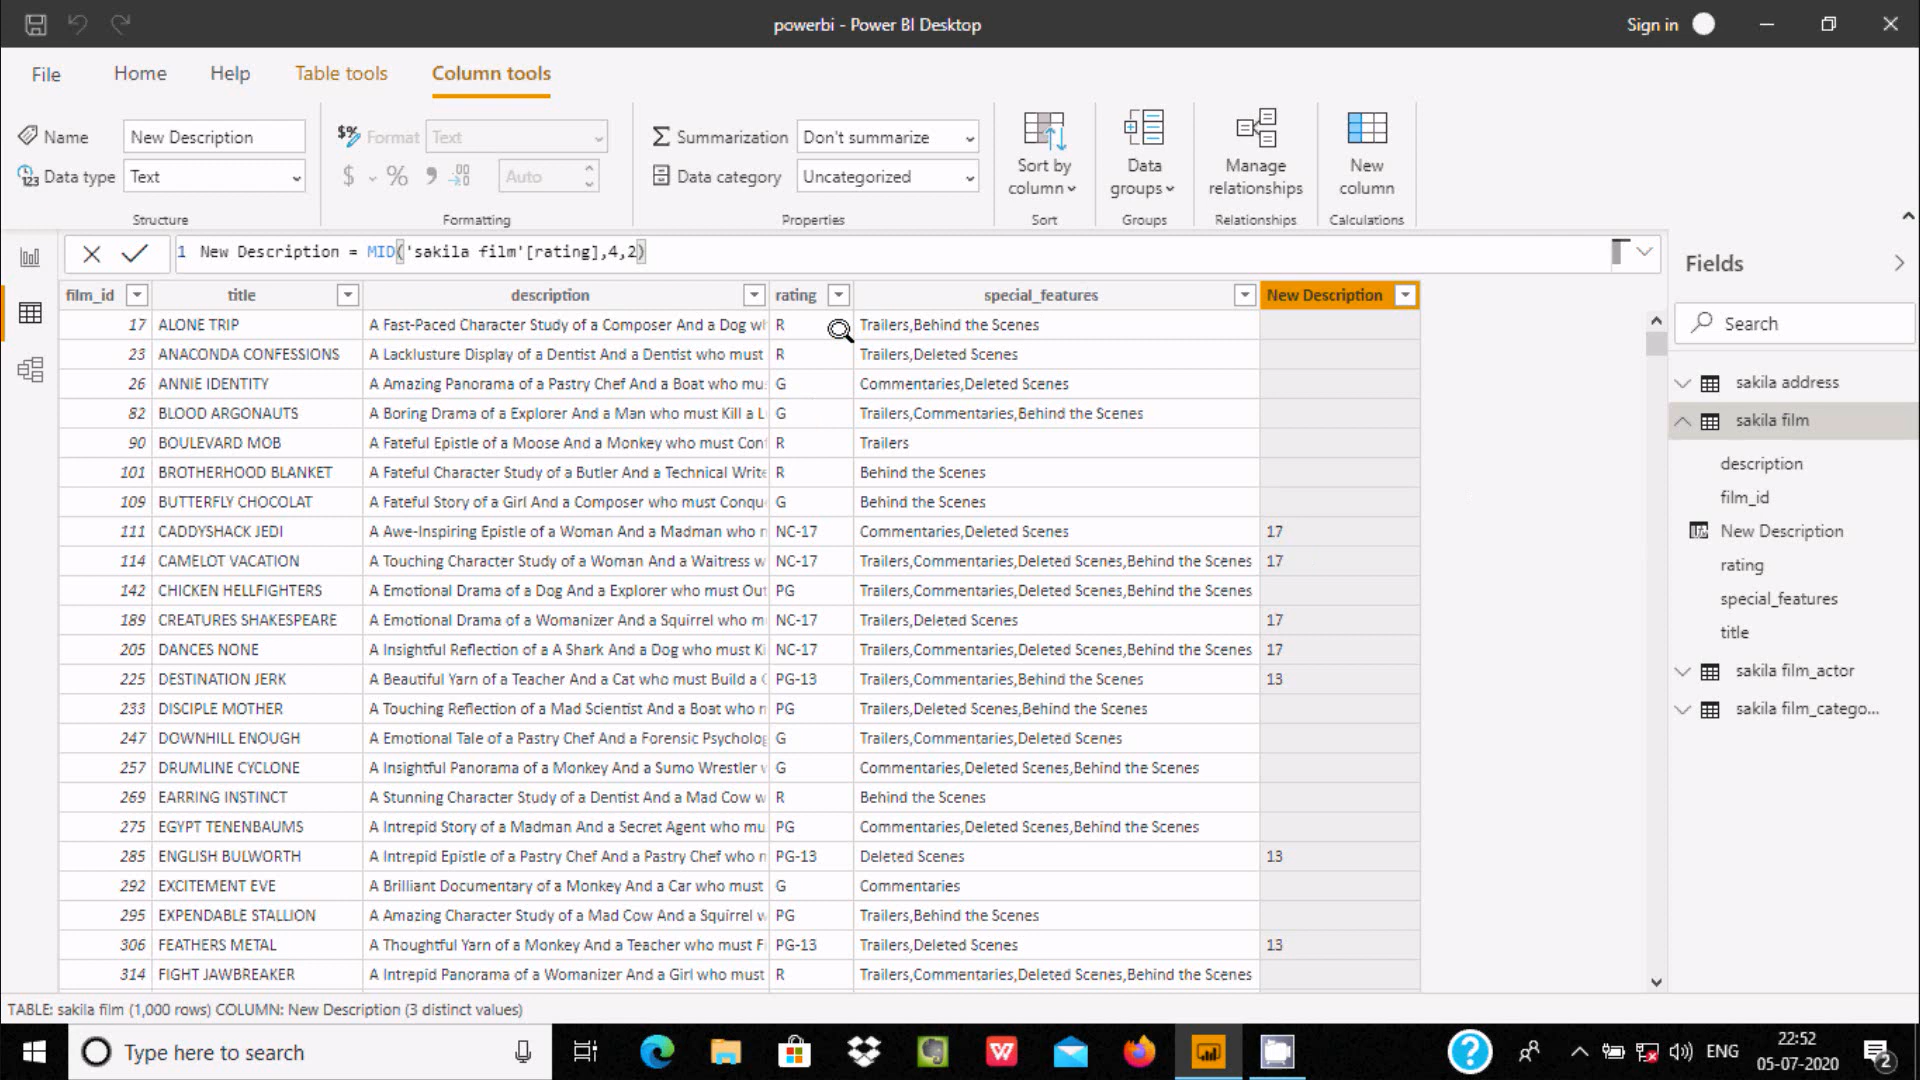 powerbi - Power BI Desktop
Sign in
File Home Help Table tools Column tools
Name New Description
$% Format Text
Summarization Don't summarize
Data type Text
$ % 9 .00 Auto
Data category Uncategorized
Sort by column
Data groups
Manage relationships
New column
Structure Formatting Properties Sort Groups Relationships Calculations
1 New Description = MID('sakila film'[rating],4,2)
film_id title description rating special_features New Description
17 ALONE TRIP A Fast-Paced Character Study of a Composer And a Dog R Trailers,Behind the Scenes
23 ANACONDA CONFESSIONS A Lacklusture Display of a Dentist And a Dentist who must R Trailers,Deleted Scenes
26 ANNIE IDENTITY A Amazing Panorama of a Pastry Chef And a Boat who G Commentaries,Deleted Scenes
82 BLOOD ARGONAUTS A Boring Drama of a Explorer And a Man who must Kill a G Trailers,Commentaries,Behind the Scenes
90 BOULEVARD MOB A Fateful Epistle of a Moose And a Monkey who must R Trailers
101 BROTHERHOOD BLANKET A Fateful Character Study of a Butler And a Technical R Behind the Scenes
109 BUTTERFLY CHOCOLAT A Fateful Story of a Girl And a Composer who must G Behind the Scenes
111 CADDYSHACK JEDI A Awe-Inspiring Epistle of a Woman And a Madman who NC-17 Commentaries,Deleted Scenes 17
114 CAMELOT VACATION A Touching Character Study of a Woman And a Waitress NC-17 Trailers,Commentaries,Deleted Scenes,Behind the Scenes 17
142 CHICKEN HELLFIGHTERS A Emotional Drama of a Dog And a Explorer who must PG Trailers,Commentaries,Deleted Scenes,Behind the Scenes
189 CREATURES SHAKESPEARE A Emotional Drama of a Womanizer And a Squirrel who NC-17 Trailers,Deleted Scenes 17
205 DANCES NONE A Insightful Reflection of a A Shark And a Dog who must NC-17 Trailers,Commentaries,Deleted Scenes,Behind the Scenes 17
225 DESTINATION JERK A Beautiful Yarn of a Teacher And a Cat who must Build a PG-13 Trailers,Commentaries,Behind the Scenes 13
233 DISCIPLE MOTHER A Touching Reflection of a Mad Scientist And a Boat who PG Trailers,Deleted Scenes,Behind the Scenes
247 DOWNHILL ENOUGH A Emotional Tale of a Pastry Chef And a Forensic G Trailers,Commentaries,Deleted Scenes
257 DRUMLINE CYCLONE A Insightful Panorama of a Monkey And a Sumo Wrestler G Commentaries,Deleted Scenes,Behind the Scenes
269 EARRING INSTINCT A Stunning Character Study of a Dentist And a Mad Cow R Behind the Scenes
275 EGYPT TENENBAUMS A Intrepid Story of a Madman And a Secret Agent who PG Commentaries,Deleted Scenes,Behind the Scenes
285 ENGLISH BULWORTH A Intrepid Epistle of a Pastry Chef And a Pastry Chef who PG-13 Deleted Scenes 13
292 EXCITEMENT EVE A Brilliant Documentary of a Monkey And a Car who must G Commentaries
295 EXPENDABLE STALLION A Amazing Character Study of a Mad Cow And a Squirrel PG Trailers,Behind the Scenes
306 FEATHERS METAL A Thoughtful Yarn of a Monkey And a Teacher who must PG-13 Trailers,Deleted Scenes 13
314 FIGHT JAWBREAKER A Intrepid Panorama of a Womanizer And a Girl who must R Trailers,Commentaries,Deleted Scenes,Behind the Scenes
Fields
Search
sakila address
sakila film
description
film_id
New Description
rating
special_features
title
sakila film_actor
sakila film_catego...
TABLE: sakila film (1,000 rows) COLUMN: New Description (3 distinct values)
Type here to search
ENG
22:52
05-07-2020
2